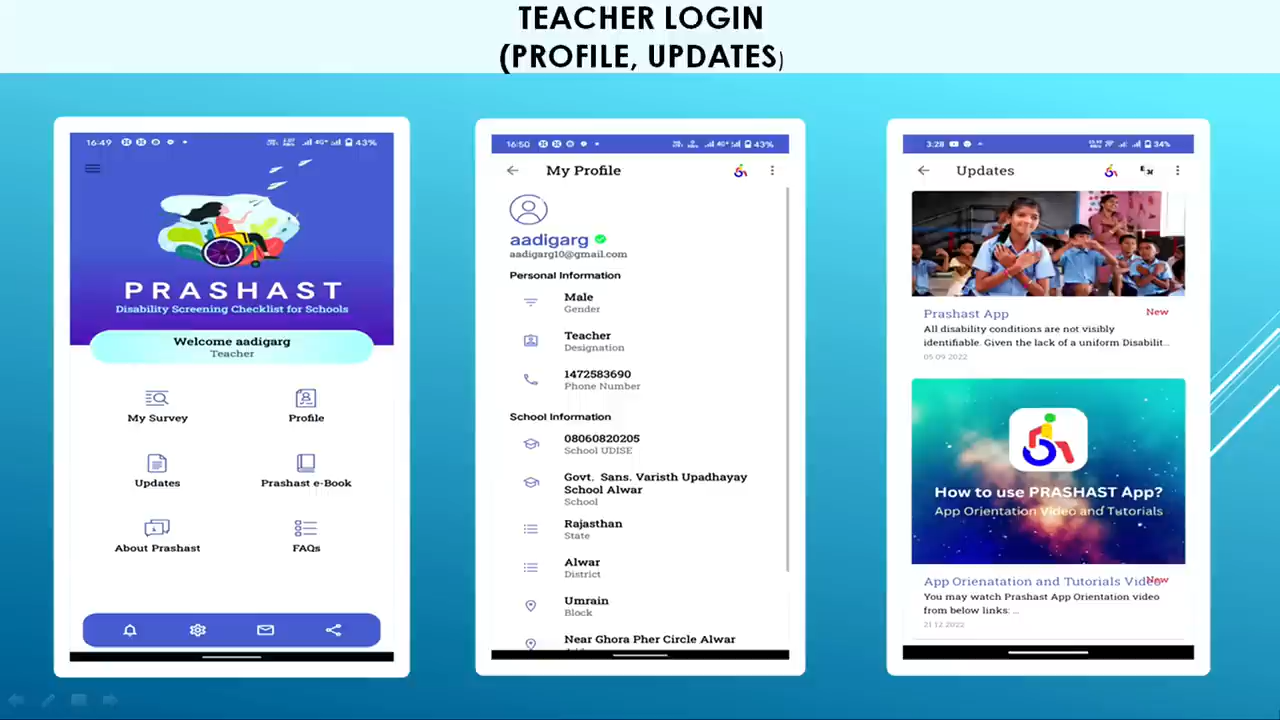 TEACHER LOGIN
(PROFILE, UPDATES)
16:49
43%
PRASHAST
Disability Screening Checklist for Schools
Welcome aadigarg
Teacher
My Survey
Profile
Updates
Prashast e-Book
About Prashast
FAQs
16:50
43%
My Profile
aadigarg
aadigarg10@gmail.com
Personal Information
Male
Gender
Teacher
Designation
1472583690
Phone Number
School Information
08060820205
School UDISE
Govt. Sans. Varisth Upadhayay
School Alwar
School
Rajasthan
State
Alwar
District
Umrain
Block
Near Ghora Pher Circle Alwar
3:28
34%
Updates
Prashast App
New
All disability conditions are not visibly
identifiable. Given the lack of a uniform Disabilit...
05 09 2022
How to use PRASHAST App?
App Orientation Video and Tutorials
App Orienatation and Tutorials Video
New
You may watch Prashast App Orientation video
from below links: ...
21 12 2022